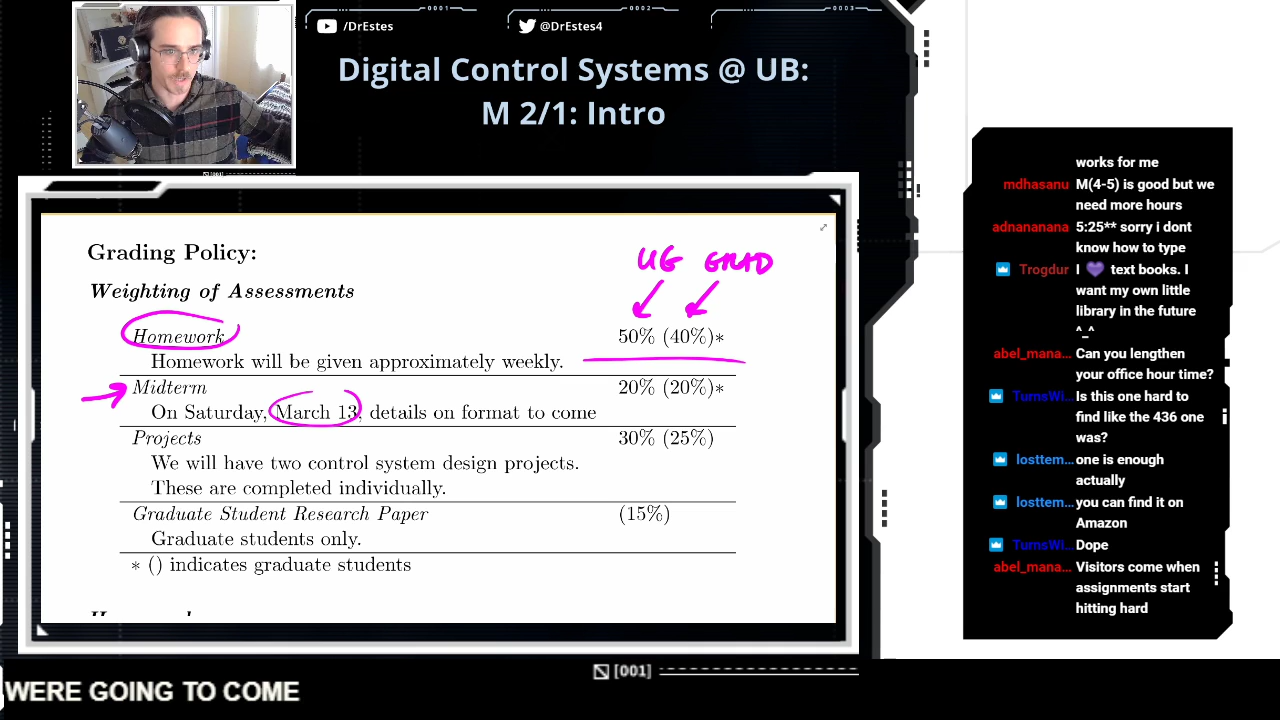 0001
0002
0003
/DrEstes
@DrEstes4
Digital Control Systems @ UB:
M 2/1: Intro
[001]
Grading Policy:
UG GRAD
Weighting of Assessments
Homework 50% (40%)*
Homework will be given approximately weekly.
Midterm 20% (20%)*
On Saturday, March 13, details on format to come
Projects 30% (25%)
We will have two control system design projects.
These are completed individually.
Graduate Student Research Paper (15%)
Graduate students only.
* () indicates graduate students
works for me
mdhasanu M(4-5) is good but we
need more hours
adnananana 5:25** sorry i dont
know how to type
Trogdur I 💜 text books. I
want my own little
library in the future
^_^
abel_mana... Can you lengthen
your office hour time?
TurnsWi... Is this one hard to
find like the 436 one
was?
losttem... one is enough
actually
losttem... you can find it on
Amazon
TurnsWi... Dope
abel_mana... Visitors come when
assignments start
hitting hard
[001]
WERE GOING TO COME